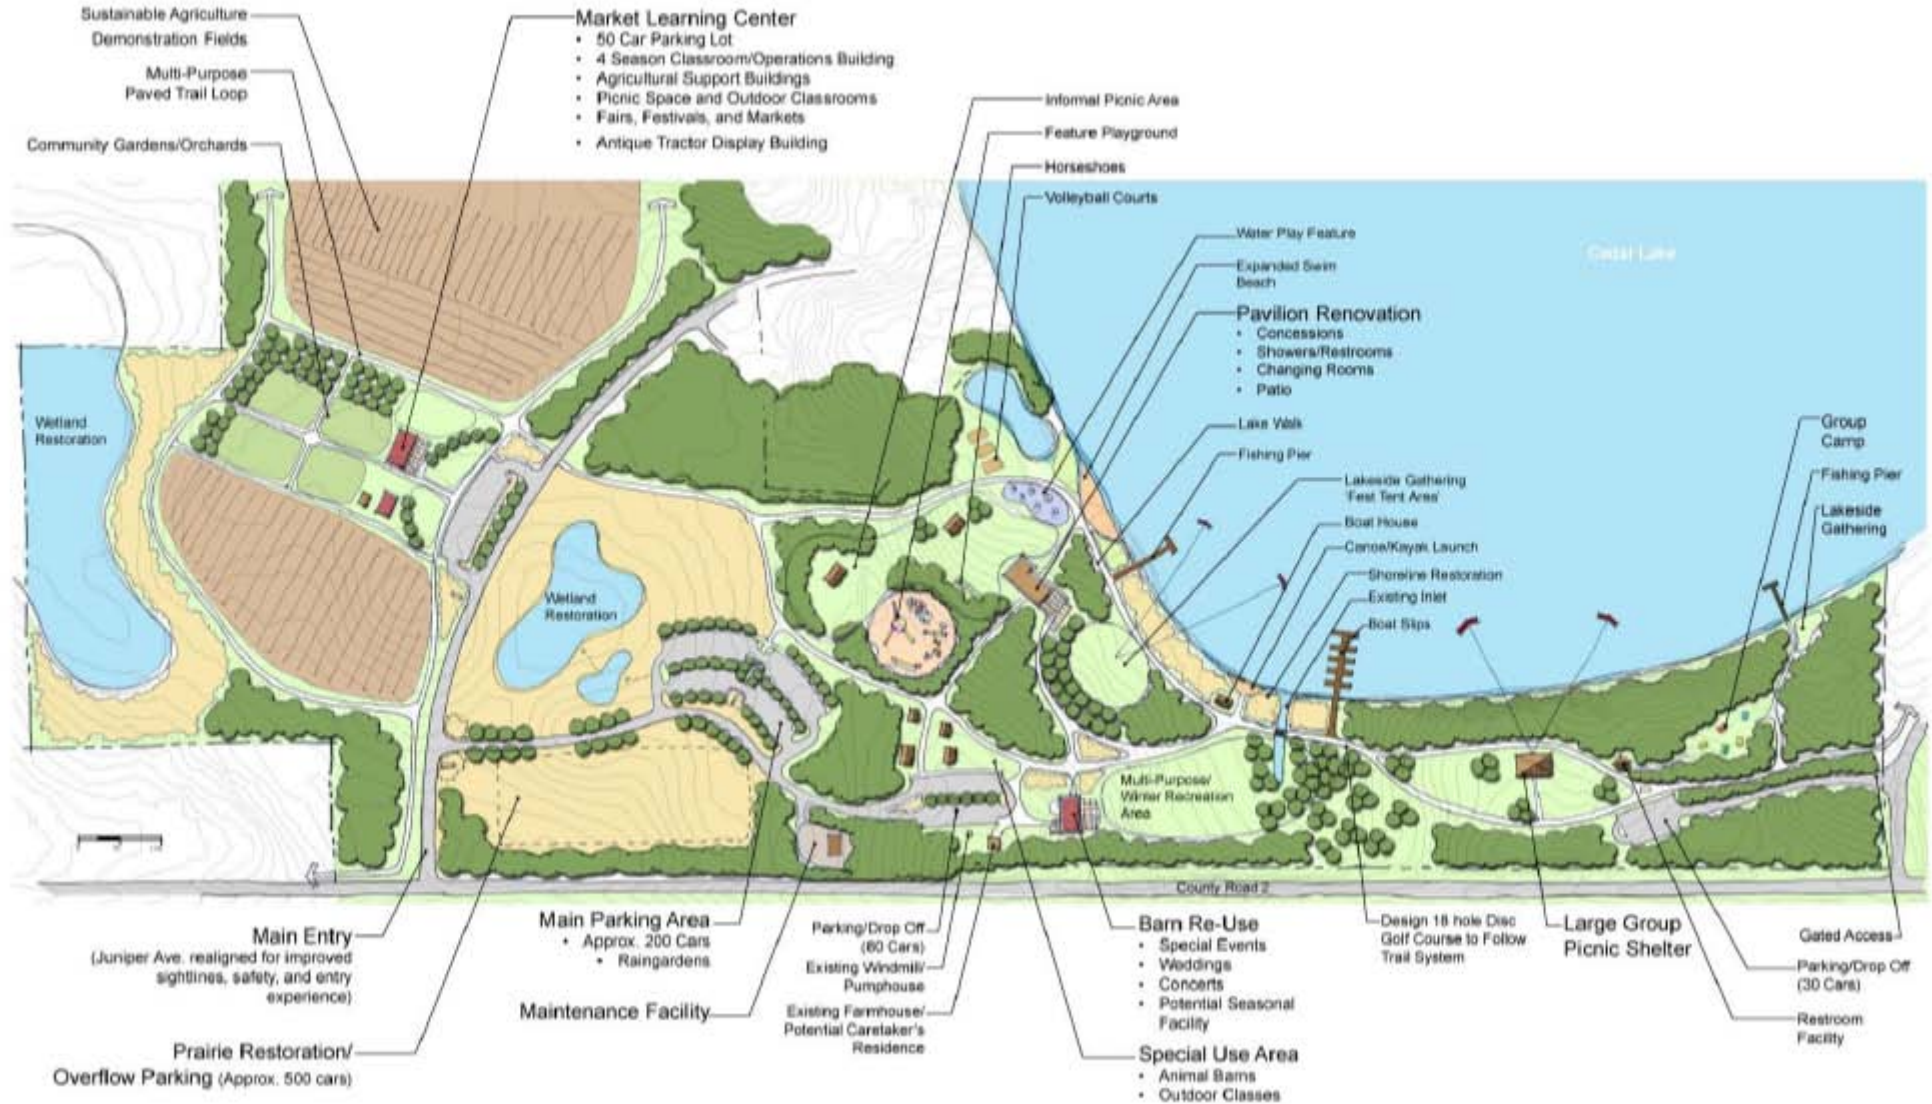 Sustainable Agriculture
Demonstration Fields
Multi-Purpose
Paved Trail Loop
Community Gardens/Orchards
Market Learning Center
• 50 Car Parking Lot
• 4 Season Classroom/Operations Building
• Agricultural Support Buildings
• Picnic Space and Outdoor Classrooms
• Fairs, Festivals, and Markets
• Antique Tractor Display Building
Informal Picnic Area
Feature Playground
Horseshoes
Volleyball Courts
Water Play Feature
Expanded Swim
Beach
Pavilion Renovation
• Concessions
• Showers/Restrooms
• Changing Rooms
• Patio
Lake Walk
Fishing Pier
Lakeside Gathering
'Fest Tent Area'
Boat House
Canoe/Kayak Launch
Shoreline Restoration
Existing Inlet
Boat Slips
Lake
Group
Camp
Fishing Pier
Lakeside
Gathering
Wetland
Restoration
Wetland
Restoration
Multi-Purpose/
Winter Recreation
Area
County Road 2
Main Entry
(Juniper Ave. realigned for improved
sightlines, safety, and entry
experience)
Prairie Restoration/
Overflow Parking (Approx. 500 cars)
Main Parking Area
• Approx. 200 Cars
• Raingardens
Maintenance Facility
Parking/Drop Off
(60 Cars)
Existing Windmill/
Pumphouse
Existing Farmhouse/
Potential Caretaker's
Residence
Barn Re-Use
• Special Events
• Weddings
• Concerts
• Potential Seasonal
Facility
Special Use Area
• Animal Barns
• Outdoor Classes
Design 18 hole Disc
Golf Course to Follow
Trail System
Large Group
Picnic Shelter
Gated Access
Parking/Drop Off
(30 Cars)
Restroom
Facility